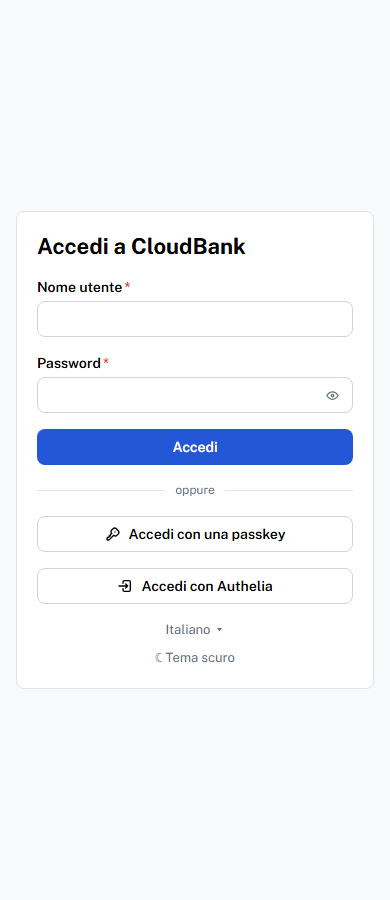 Accedi a CloudBank
Nome utente *
Password *
Accedi
oppure
Accedi con una passkey
Accedi con Authelia
Italiano
Tema scuro